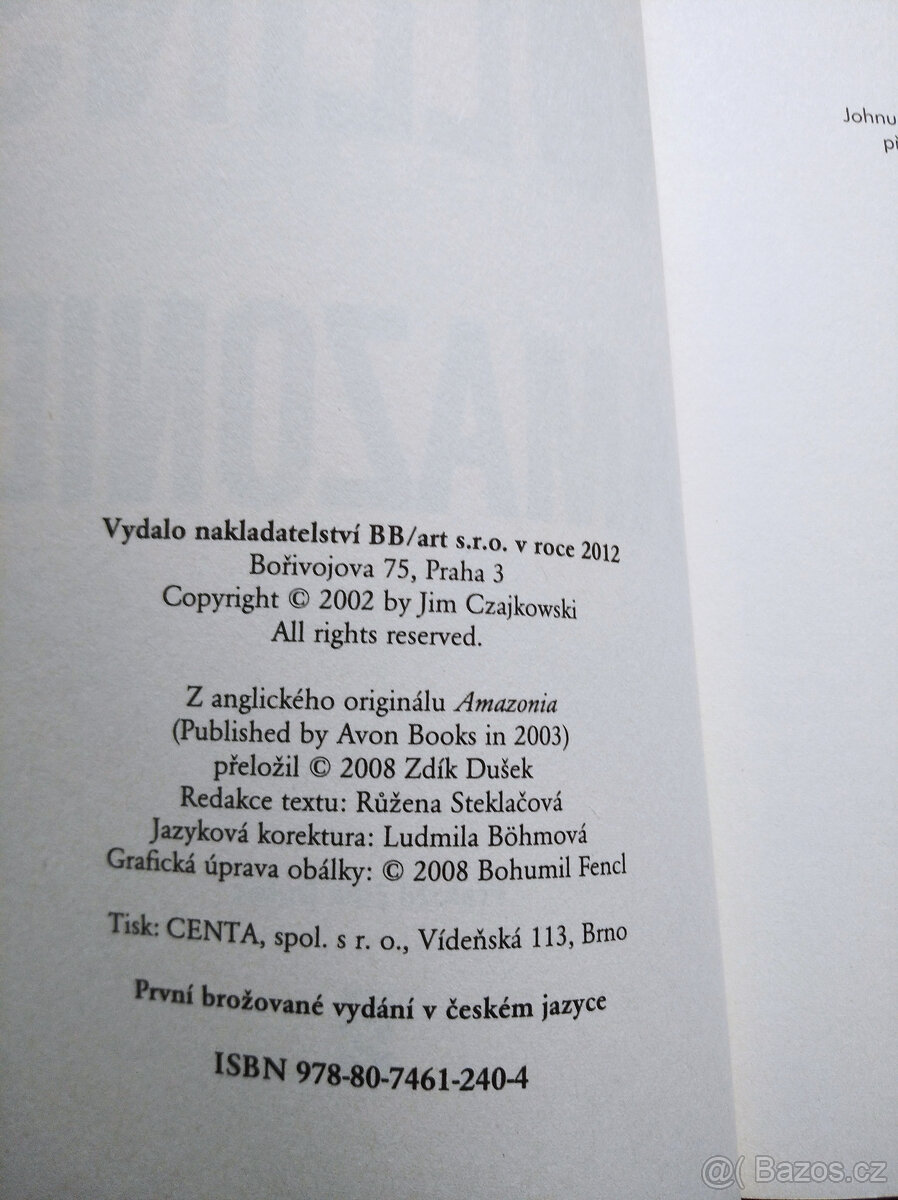 Johnu
př
Vydalo nakladatelství BB/art s.r.o. v roce 2012
Bořivojova 75, Praha 3
Copyright © 2002 by Jim Czajkowski
All rights reserved.
Z anglického originálu Amazonia
(Published by Avon Books in 2003)
přeložil © 2008 Zdík Dušek
Redakce textu: Růžena Steklačová
Jazyková korektura: Ludmila Böhmová
Grafická úprava obálky: © 2008 Bohumil Fencl
Tisk: CENTA, spol. s r. o., Vídeňská 113, Brno
První brožované vydání v českém jazyce
ISBN 978-80-7461-240-4
@( Bazos.cz